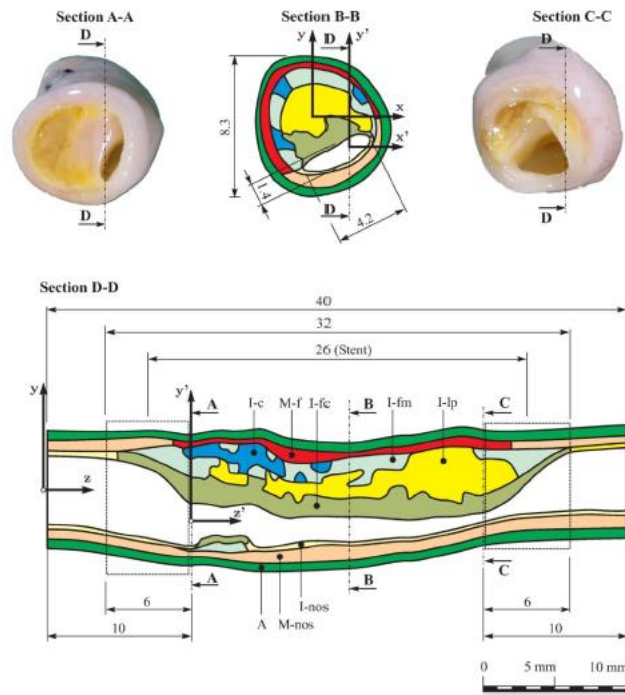 Section A-A
Section B-B
Section C-C
D
D
D
y
y'
x
x'
8.3
1.4
4.2
D
D
D
Section D-D
40
32
26 (Stent)
y
y'
A
I-c
M-f
I-fc
B
I-fm
I-lp
C
z
z'
A
B
C
I-nos
A
M-nos
6
6
10
10
0
5 mm
10 mm